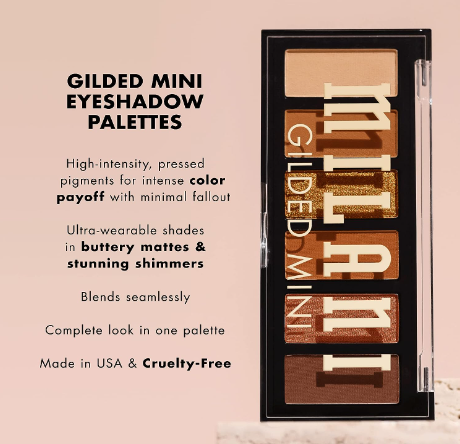 GILDED MINI
EYESHADOW
PALETTES
High-intensity, pressed
pigments for intense color
payoff with minimal fallout
Ultra-wearable shades
in buttery mattes &
stunning shimmers
Blends seamlessly
Complete look in one palette
Made in USA & Cruelty-Free
MILANI
GILDED MINI